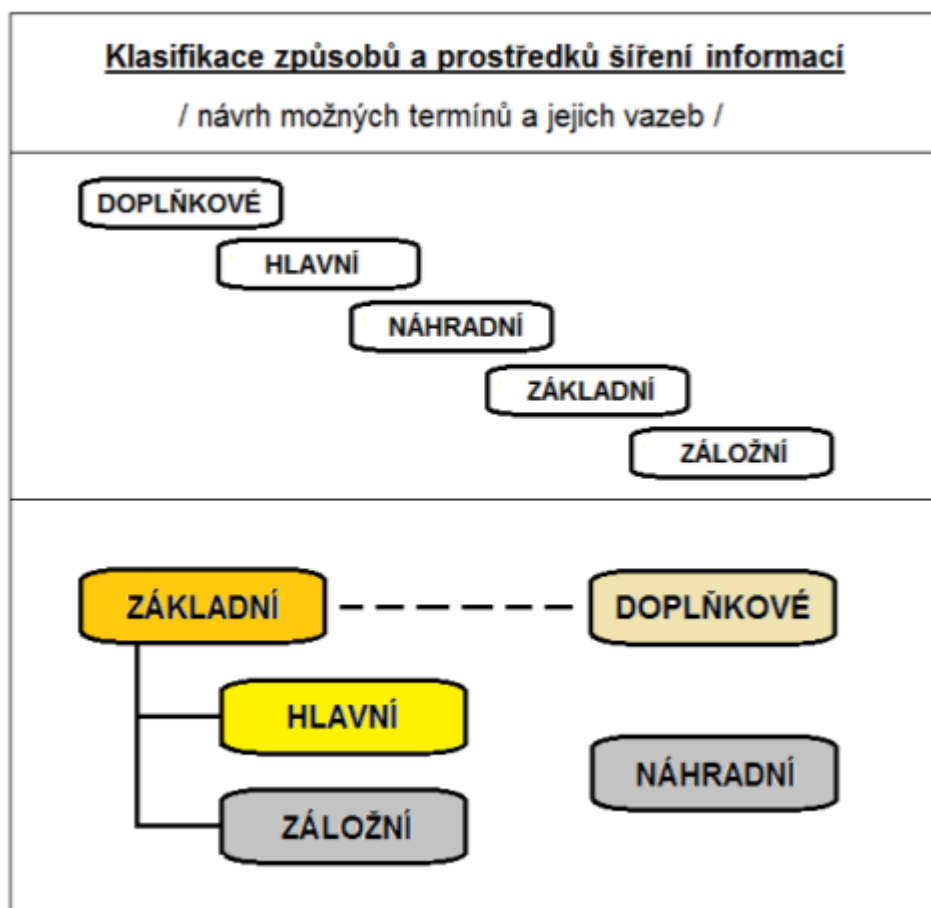 Klasifikace způsobů a prostředků šíření informací
/ návrh možných termínů a jejich vazeb /
DOPLŇKOVÉ
HLAVNÍ
NÁHRADNÍ
ZÁKLADNÍ
ZÁLOŽNÍ
ZÁKLADNÍ
DOPLŇKOVÉ
HLAVNÍ
NÁHRADNÍ
ZÁLOŽNÍ